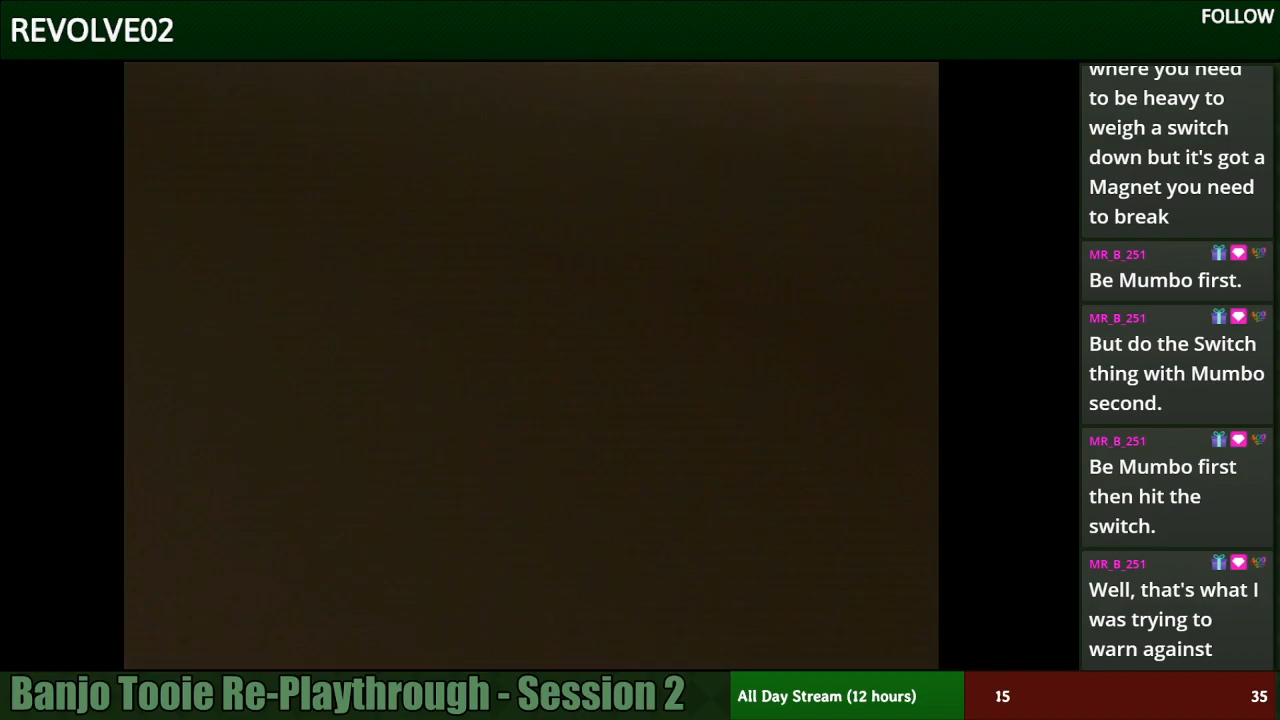 REVOLVE02
FOLLOW
where you need
to be heavy to
weigh a switch
down but it's got a
Magnet you need
to break
MR_B_251
Be Mumbo first.
MR_B_251
But do the Switch
thing with Mumbo
second.
MR_B_251
Be Mumbo first
then hit the
switch.
MR_B_251
Well, that's what I
was trying to
warn against
Banjo Tooie Re-Playthrough - Session 2
All Day Stream (12 hours)
15
35